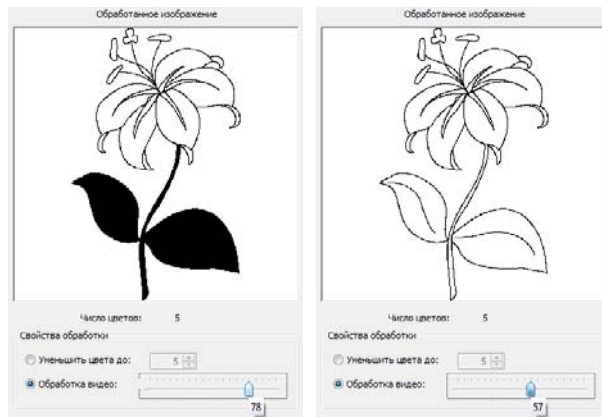 Обработанное изображение
Число цветов: 5
Свойства обработки
Уменьшить цвета до: 5
Обработка видео:
78
Обработанное изображение
Число цветов: 5
Свойства обработки
Уменьшить цвета до: 5
Обработка видео:
57